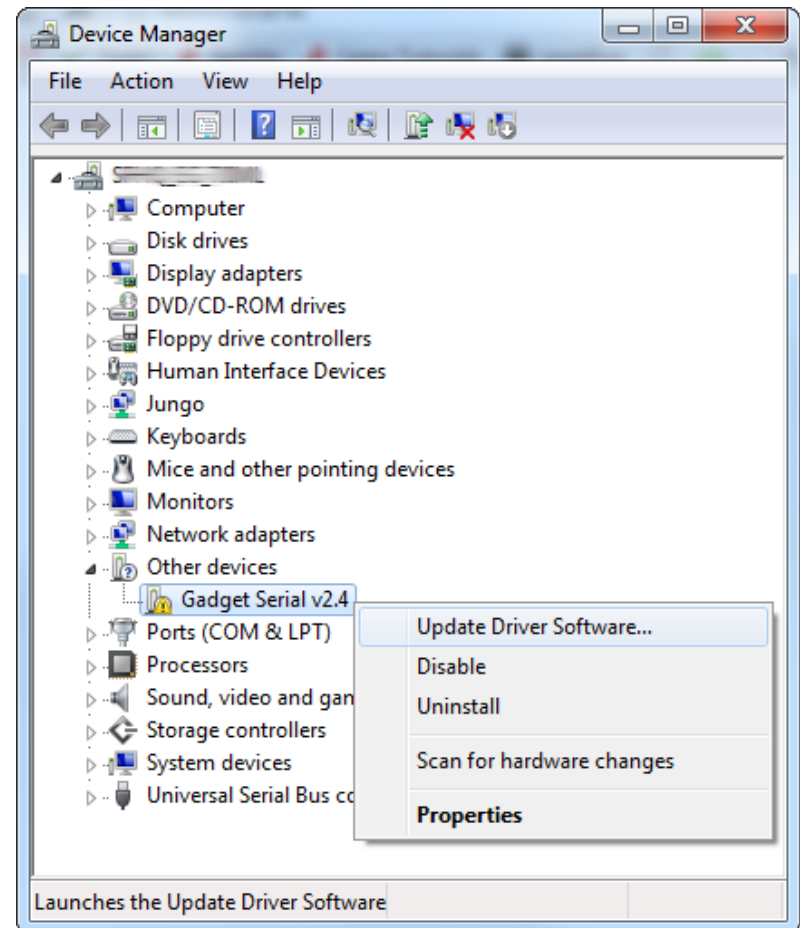 Device Manager
File Action View Help
Computer
Disk drives
Display adapters
DVD/CD-ROM drives
Floppy drive controllers
Human Interface Devices
Jungo
Keyboards
Mice and other pointing devices
Monitors
Network adapters
Other devices
Gadget Serial v2.4
Ports (COM & LPT)
Processors
Sound, video and gan
Storage controllers
System devices
Universal Serial Bus co
Update Driver Software...
Disable
Uninstall
Scan for hardware changes
Properties
Launches the Update Driver Software